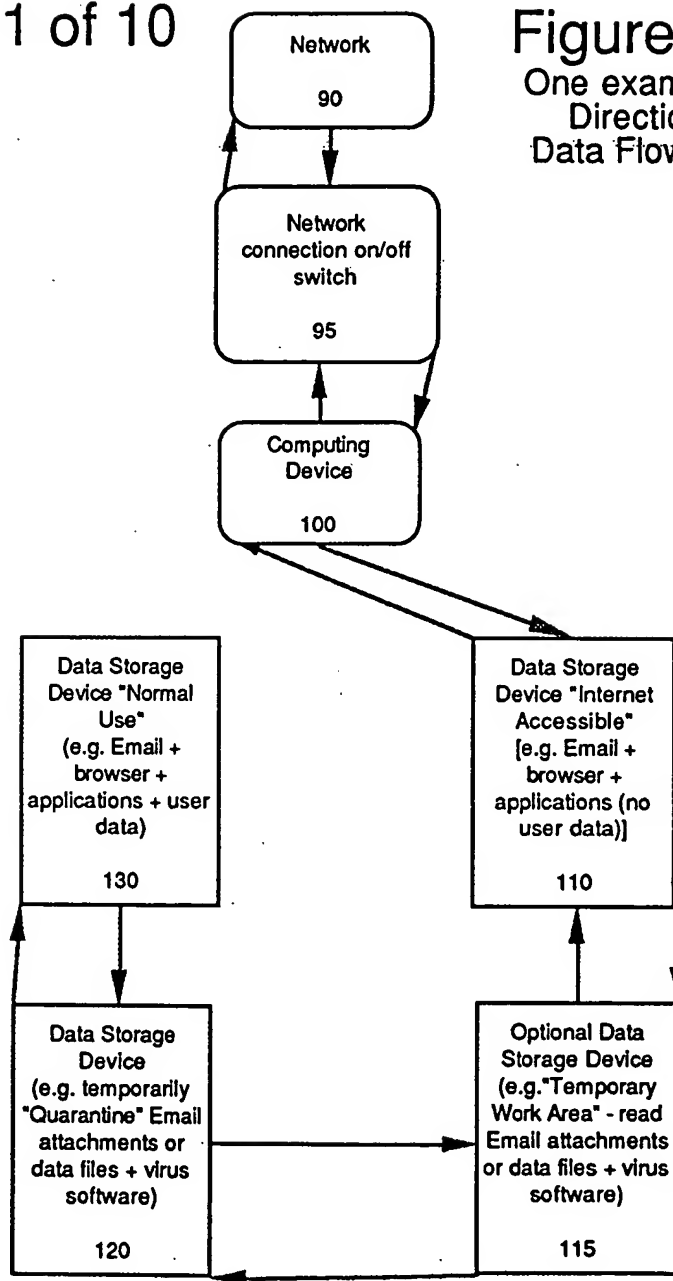 1 of 10
Figure
One exam
Directio
Data Flow
Network
90
Network
connection on/off
switch
95
Computing
Device
100
Data Storage
Device "Normal
Use"
(e.g. Email +
browser +
applications + user
data)
130
Data Storage
Device "Internet
Accessible"
[e.g. Email +
browser +
applications (no
user data)]
110
Data Storage
Device
(e.g. temporarily
"Quarantine" Email
attachments or
data files + virus
software)
120
Optional Data
Storage Device
(e.g."Temporary
Work Area" - read
Email attachments
or data files + virus
software)
115